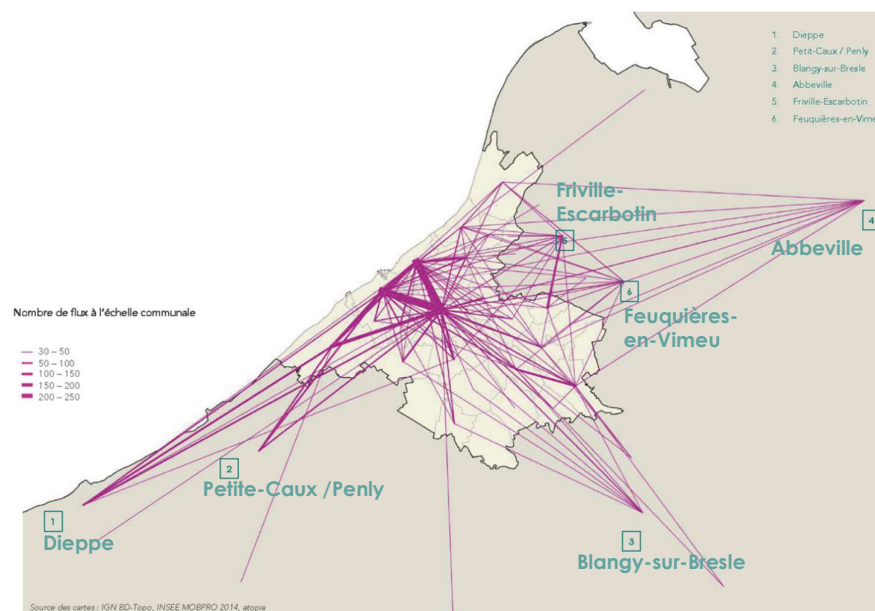 1. Dieppe
2. Petit-Caux / Penly
3. Blangy-sur-Bresle
4. Abbeville
5. Friville-Escarbotin
6. Feuquières-en-Vime
Friville-
Escarbotin
5
4
Abbeville
6
Feuquières-
en-Vimeu
Nombre de flux à l'échelle communale
30 – 50
50 – 100
100 – 150
150 – 200
200 – 250
2
Petite-Caux /Penly
1
Dieppe
3
Blangy-sur-Bresle
Source des cartes : IGN BD-Topo, INSEE MOBPRO 2014, atopia